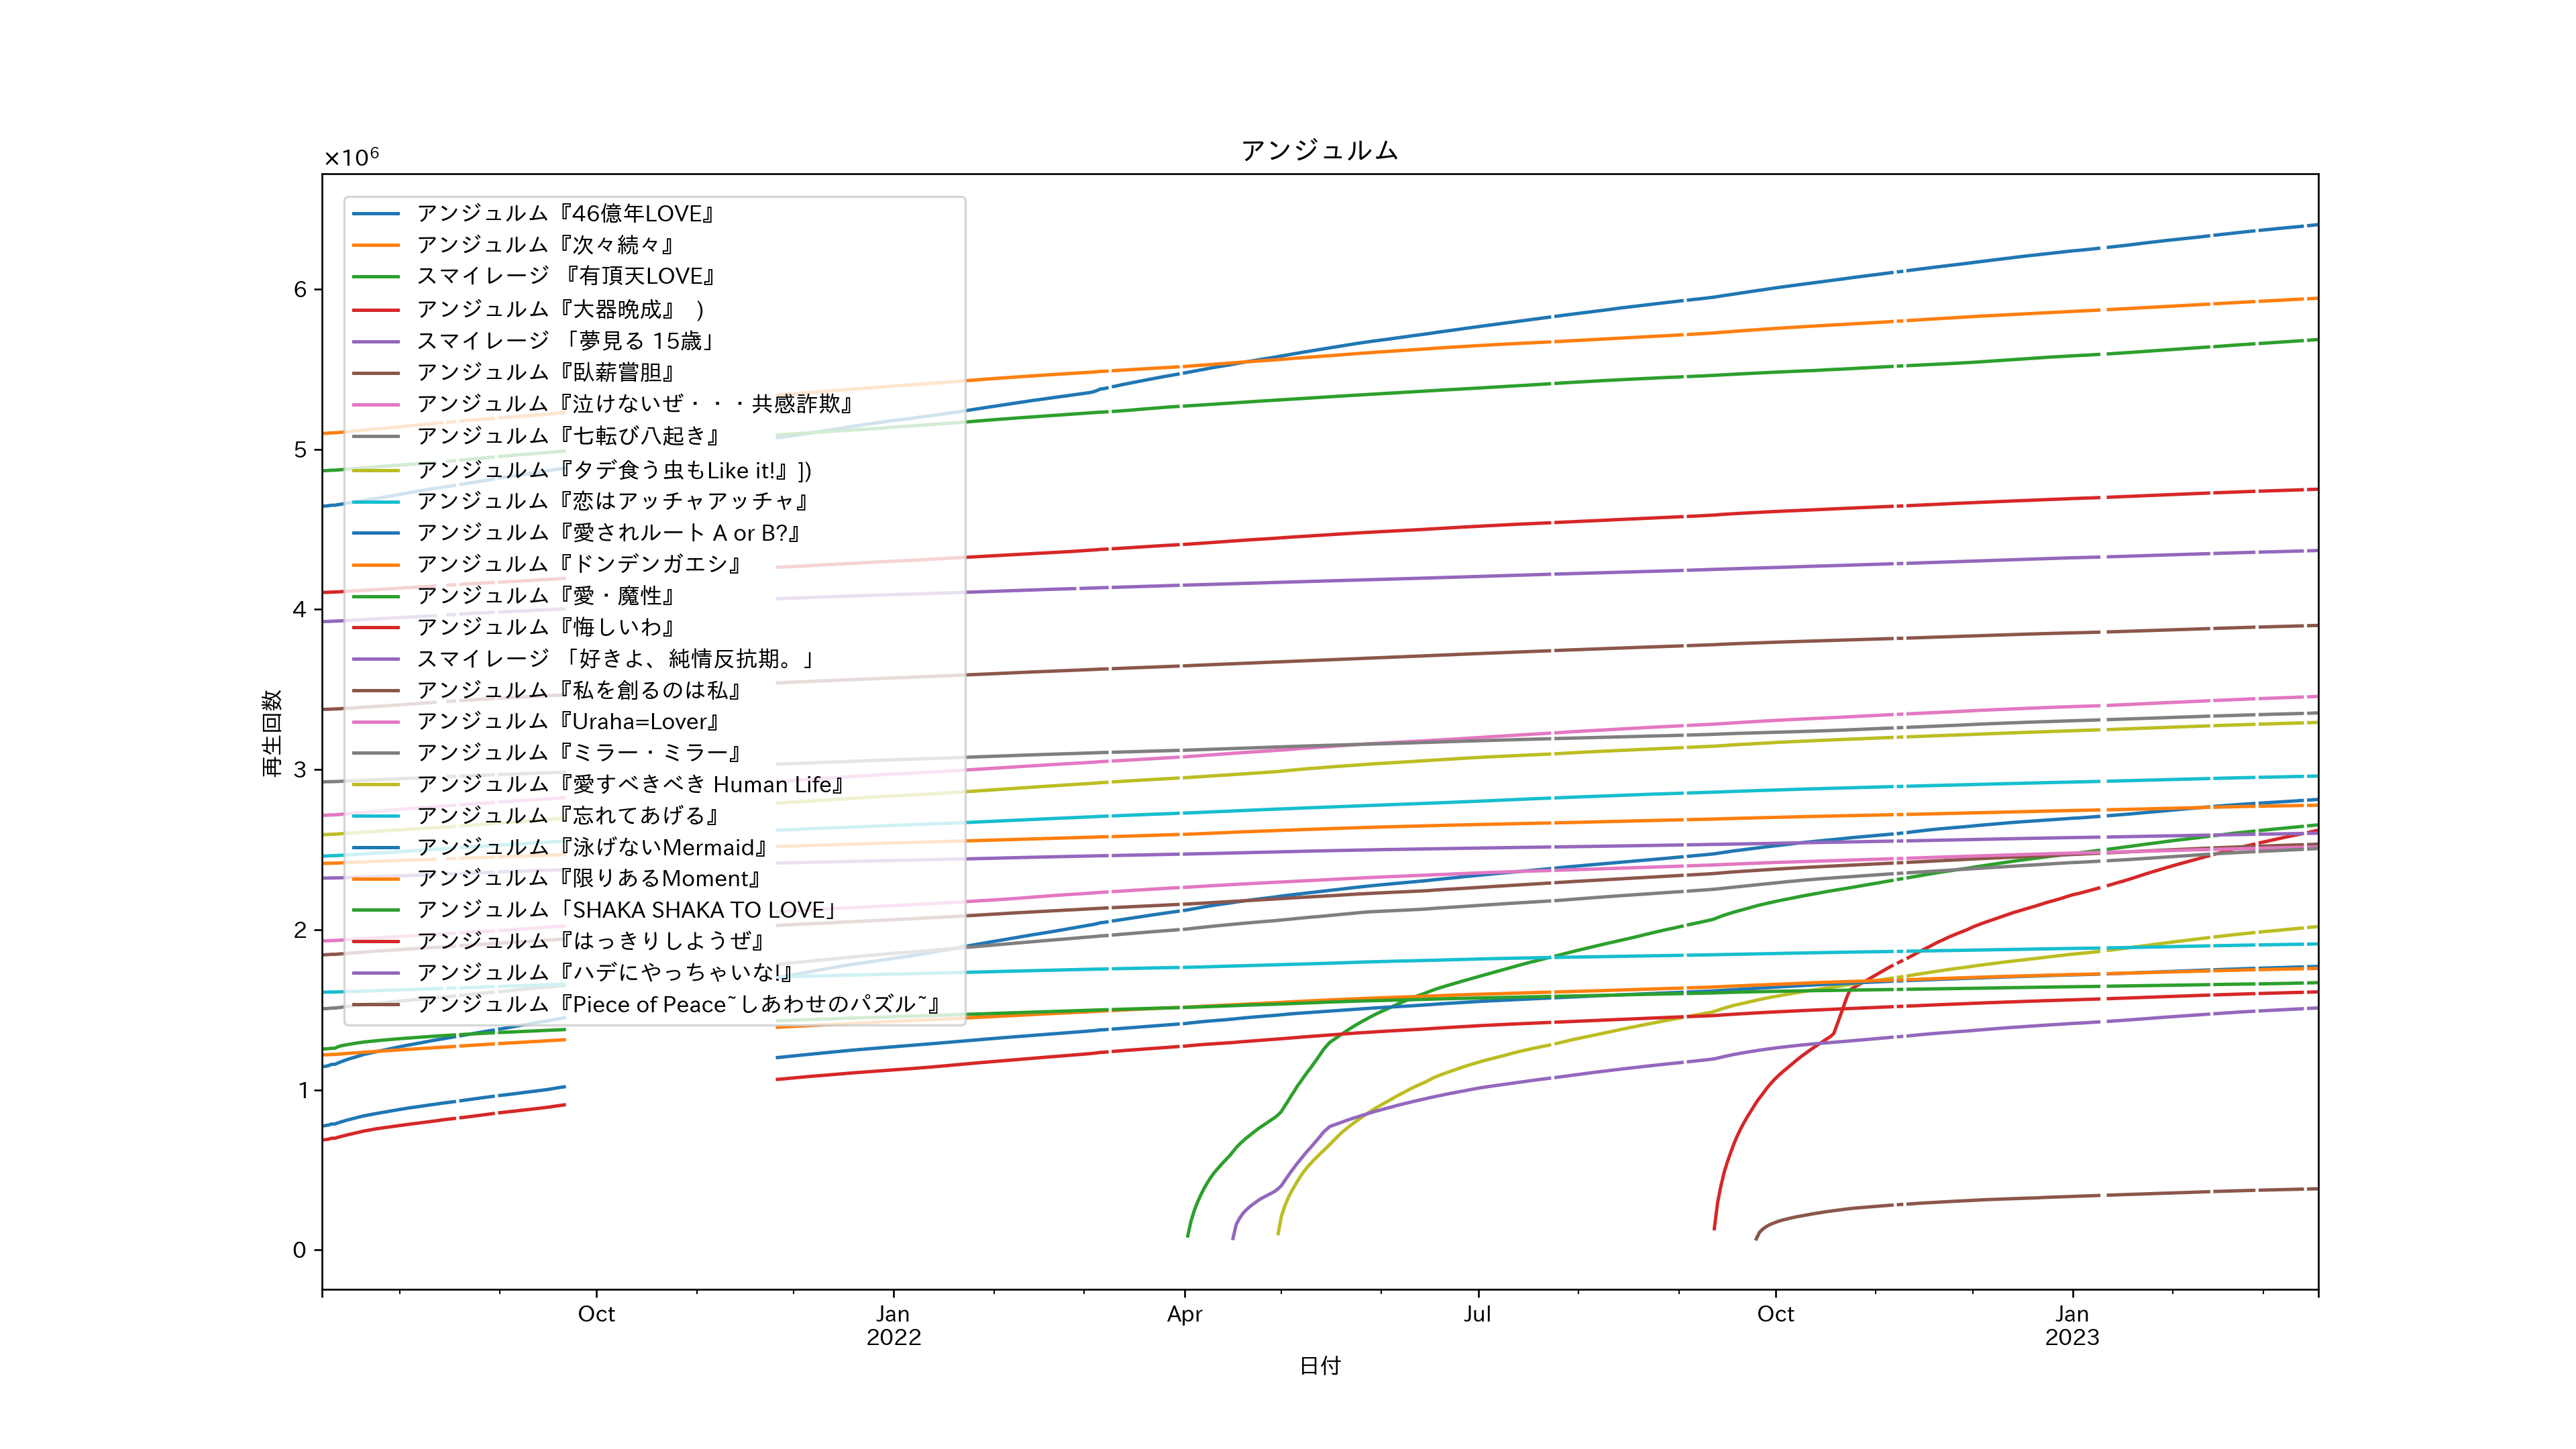 アンジュルム
×10⁶
アンジュルム『46億年LOVE』
アンジュルム『次々続々』
スマイレージ 『有頂天LOVE』
アンジュルム『大器晩成』 )
スマイレージ 「夢見る 15歳」
アンジュルム『臥薪嘗胆』
アンジュルム『泣けないぜ・・・共感詐欺』
アンジュルム『七転び八起き』
アンジュルム『タデ食う虫もLike it!』])
アンジュルム『恋はアッチャアッチャ』
アンジュルム『愛されルート A or B?』
アンジュルム『ドンデンガエシ』
アンジュルム『愛・魔性』
アンジュルム『悔しいわ』
スマイレージ 「好きよ、純情反抗期。」
アンジュルム『私を創るのは私』
アンジュルム『Uraha=Lover』
アンジュルム『ミラー・ミラー』
アンジュルム『愛すべきべき Human Life』
アンジュルム『忘れてあげる』
アンジュルム『泳げないMermaid』
アンジュルム『限りあるMoment』
アンジュルム「SHAKA SHAKA TO LOVE」
アンジュルム『はっきりしようぜ』
アンジュルム『ハデにやっちゃいな!』
アンジュルム『Piece of Peace~しあわせのパズル~』
再生回数
6
5
4
3
2
1
0
Oct
Jan
2022
Apr
Jul
Oct
Jan
2023
日付